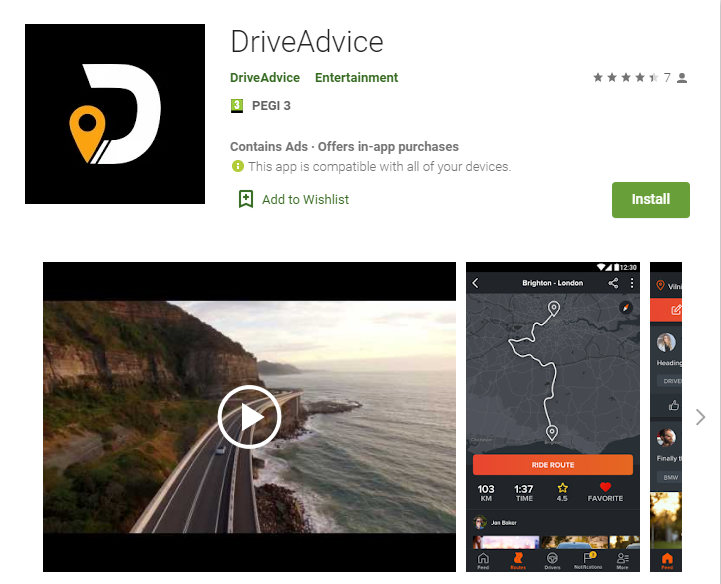 DriveAdvice
DriveAdvice Entertainment
7
3 PEGI 3
Contains Ads · Offers in-app purchases
This app is compatible with all of your devices.
Add to Wishlist
Install
12:30
Brighton - London
RIDE ROUTE
103 1:37 4.5 FAVORITE
KM TIME
Jan Baker
Feed Routes Drivers Notifications More
Vilni
Heading
DRIVE
Finally t
BMW
Feed